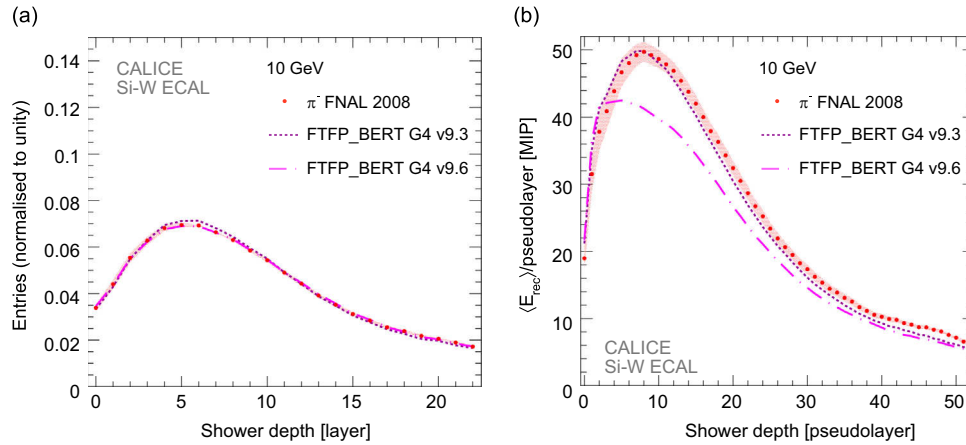 (a)
0.14
0.12
0.1
0.08
0.06
0.04
0.02
0
Entries (normalised to unity)
CALICE
Si-W ECAL
10 GeV
π- FNAL 2008
FTFP_BERT G4 v9.3
FTFP_BERT G4 v9.6
0 5 10 15 20
Shower depth [layer]
(b)
50
40
30
20
10
0
⟨E_rec⟩/pseudolayer [MIP]
10 GeV
π- FNAL 2008
FTFP_BERT G4 v9.3
FTFP_BERT G4 v9.6
CALICE
Si-W ECAL
0 10 20 30 40 50
Shower depth [pseudolayer]